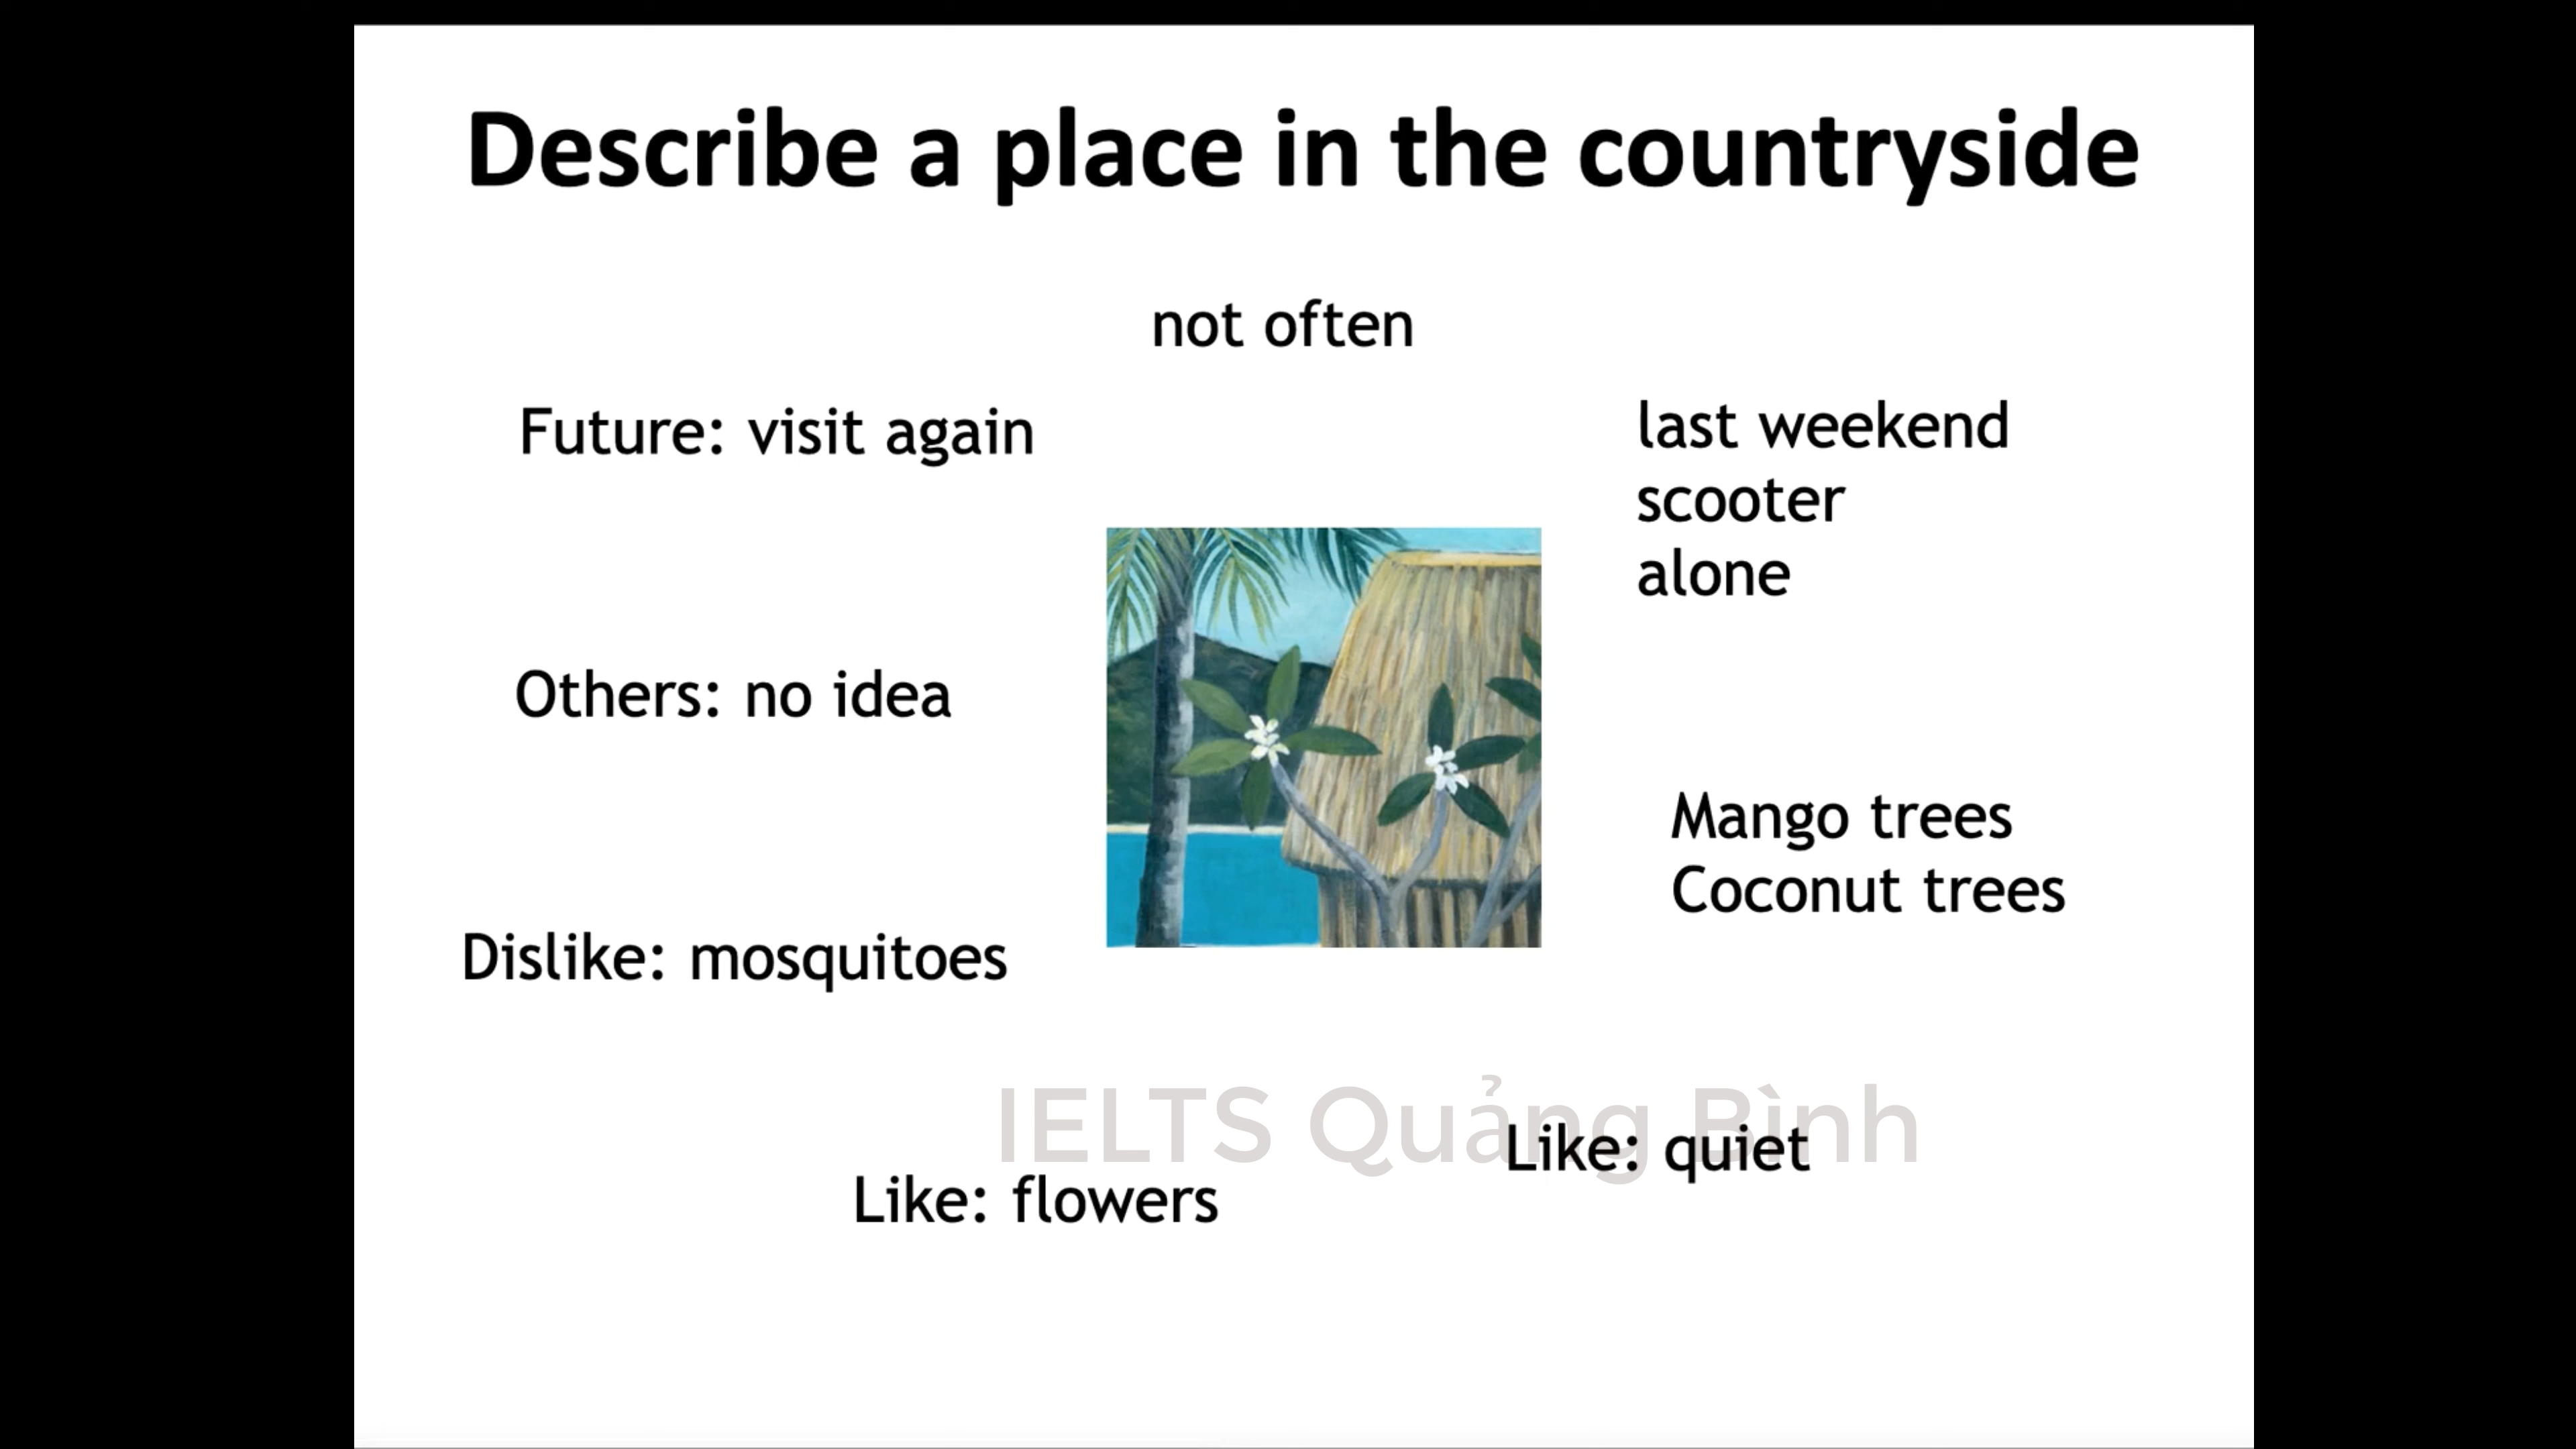 Describe a place in the countryside
not often
Future: visit again
last weekend
scooter
alone
Others: no idea
Mango trees
Coconut trees
Dislike: mosquitoes
IELTS Quảng Bình
Like: quiet
Like: flowers